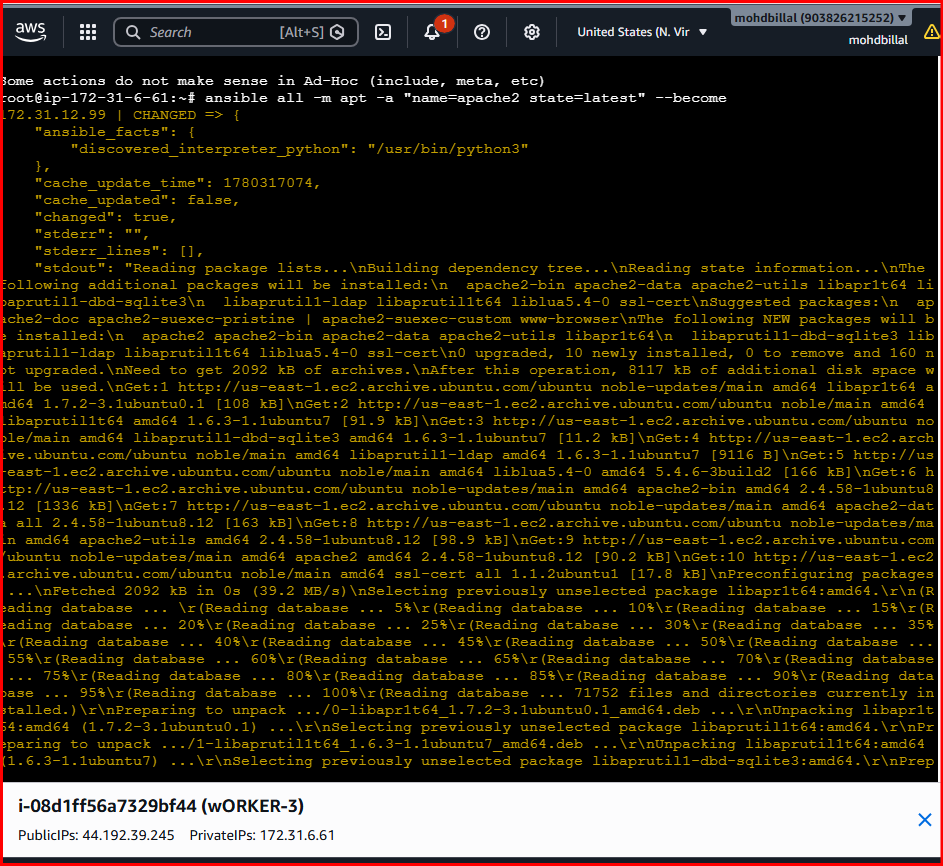 aws
Search
[Alt+S]
1
United States (N. Vir
mohdbillal (903826215252)
mohdbillal
Some actions do not make sense in Ad-Hoc (include, meta, etc)
root@ip-172-31-6-61:~# ansible all -m apt -a "name=apache2 state=latest" --become
172.31.12.99 | CHANGED => {
"ansible_facts": {
"discovered_interpreter_python": "/usr/bin/python3"
},
"cache_update_time": 1780317074,
"cache_updated": false,
"changed": true,
"stderr": "",
"stderr_lines": [],
"stdout": "Reading package lists...\nBuilding dependency tree...\nReading state information...\nThe
following additional packages will be installed:\n  apache2-bin apache2-data apache2-utils libapr1t64 li
baprutil1-dbd-sqlite3\n  libaprutil1-ldap libaprutil1t64 liblua5.4-0 ssl-cert\nSuggested packages:\n  ap
ache2-doc apache2-suexec-pristine | apache2-suexec-custom www-browser\nThe following NEW packages will b
e installed:\n  apache2 apache2-bin apache2-data apache2-utils libapr1t64\n  libaprutil1-dbd-sqlite3 lib
aprutil1-ldap libaprutil1t64 liblua5.4-0 ssl-cert\n0 upgraded, 10 newly installed, 0 to remove and 160 n
ot upgraded.\nNeed to get 2092 kB of archives.\nAfter this operation, 8117 kB of additional disk space w
ill be used.\nGet:1 http://us-east-1.ec2.archive.ubuntu.com/ubuntu noble-updates/main amd64 libapr1t64 a
md64 1.7.2-3.1ubuntu0.1 [108 kB]\nGet:2 http://us-east-1.ec2.archive.ubuntu.com/ubuntu noble/main amd64
libaprutil1t64 amd64 1.6.3-1.1ubuntu7 [91.9 kB]\nGet:3 http://us-east-1.ec2.archive.ubuntu.com/ubuntu no
ble/main amd64 libaprutil1-dbd-sqlite3 amd64 1.6.3-1.1ubuntu7 [11.2 kB]\nGet:4 http://us-east-1.ec2.arch
ive.ubuntu.com/ubuntu noble/main amd64 libaprutil1-ldap amd64 1.6.3-1.1ubuntu7 [9116 B]\nGet:5 http://us
-east-1.ec2.archive.ubuntu.com/ubuntu noble/main amd64 liblua5.4-0 amd64 5.4.6-3build2 [166 kB]\nGet:6 h
ttp://us-east-1.ec2.archive.ubuntu.com/ubuntu noble-updates/main amd64 apache2-bin amd64 2.4.58-1ubuntu8
.12 [1336 kB]\nGet:7 http://us-east-1.ec2.archive.ubuntu.com/ubuntu noble-updates/main amd64 apache2-dat
a all 2.4.58-1ubuntu8.12 [163 kB]\nGet:8 http://us-east-1.ec2.archive.ubuntu.com/ubuntu noble-updates/ma
in amd64 apache2-utils amd64 2.4.58-1ubuntu8.12 [98.9 kB]\nGet:9 http://us-east-1.ec2.archive.ubuntu.com
/ubuntu noble-updates/main amd64 apache2 amd64 2.4.58-1ubuntu8.12 [90.2 kB]\nGet:10 http://us-east-1.ec2
.archive.ubuntu.com/ubuntu noble/main amd64 ssl-cert all 1.1.2ubuntu1 [17.8 kB]\nPreconfiguring packages
...\nFetched 2092 kB in 0s (39.2 MB/s)\nSelecting previously unselected package libapr1t64:amd64.\r\n(R
eading database ... \r(Reading database ... 5%\r(Reading database ... 10%\r(Reading database ... 15%\r(R
eading database ... 20%\r(Reading database ... 25%\r(Reading database ... 30%\r(Reading database ... 35%
\r(Reading database ... 40%\r(Reading database ... 45%\r(Reading database ... 50%\r(Reading database ...
55%\r(Reading database ... 60%\r(Reading database ... 65%\r(Reading database ... 70%\r(Reading database
... 75%\r(Reading database ... 80%\r(Reading database ... 85%\r(Reading database ... 90%\r(Reading data
base ... 95%\r(Reading database ... 100%\r(Reading database ... 71752 files and directories currently in
stalled.)\r\nPreparing to unpack .../0-libapr1t64_1.7.2-3.1ubuntu0.1_amd64.deb ...\r\nUnpacking libapr1t
64:amd64 (1.7.2-3.1ubuntu0.1) ...\r\nSelecting previously unselected package libaprutil1t64:amd64.\r\nPr
eparing to unpack .../1-libaprutil1t64_1.6.3-1.1ubuntu7_amd64.deb ...\r\nUnpacking libaprutil1t64:amd64
(1.6.3-1.1ubuntu7) ...\r\nSelecting previously unselected package libaprutil1-dbd-sqlite3:amd64.\r\nPrep
i-08d1ff56a7329bf44 (wORKER-3)
PublicIPs: 44.192.39.245 PrivateIPs: 172.31.6.61